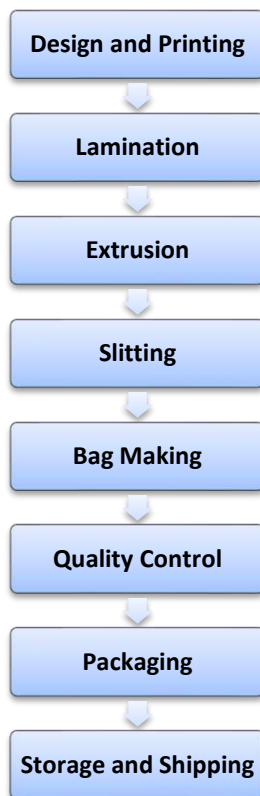 Design and Printing
Lamination
Extrusion
Slitting
Bag Making
Quality Control
Packaging
Storage and Shipping